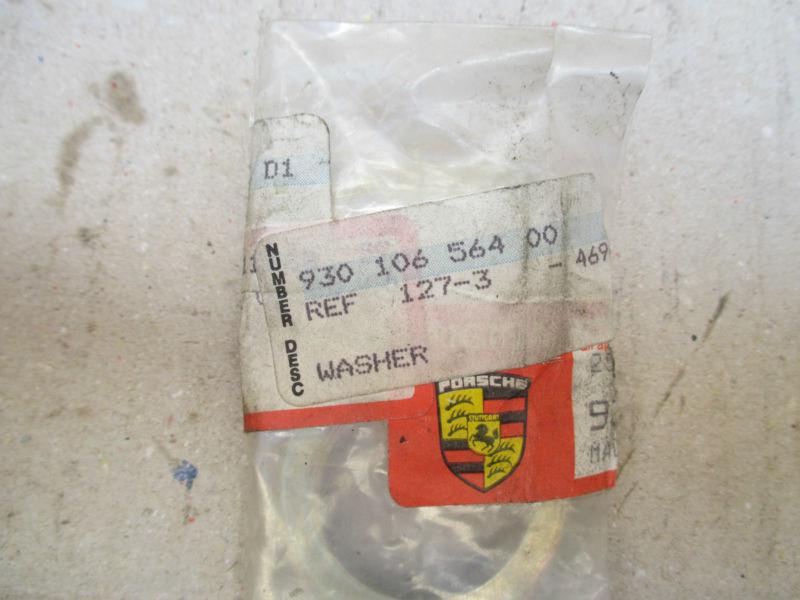 D1
NUMBER 930 106 564 00
REF 127-3 - 469
DESC WASHER
PORSCHE
STUTTGART